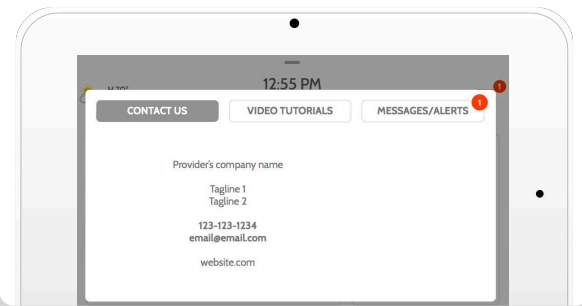 12:55 PM
1
CONTACT US
VIDEO TUTORIALS
MESSAGES/ALERTS
1
Provider's company name
Tagline 1
Tagline 2
123-123-1234
email@email.com
website.com